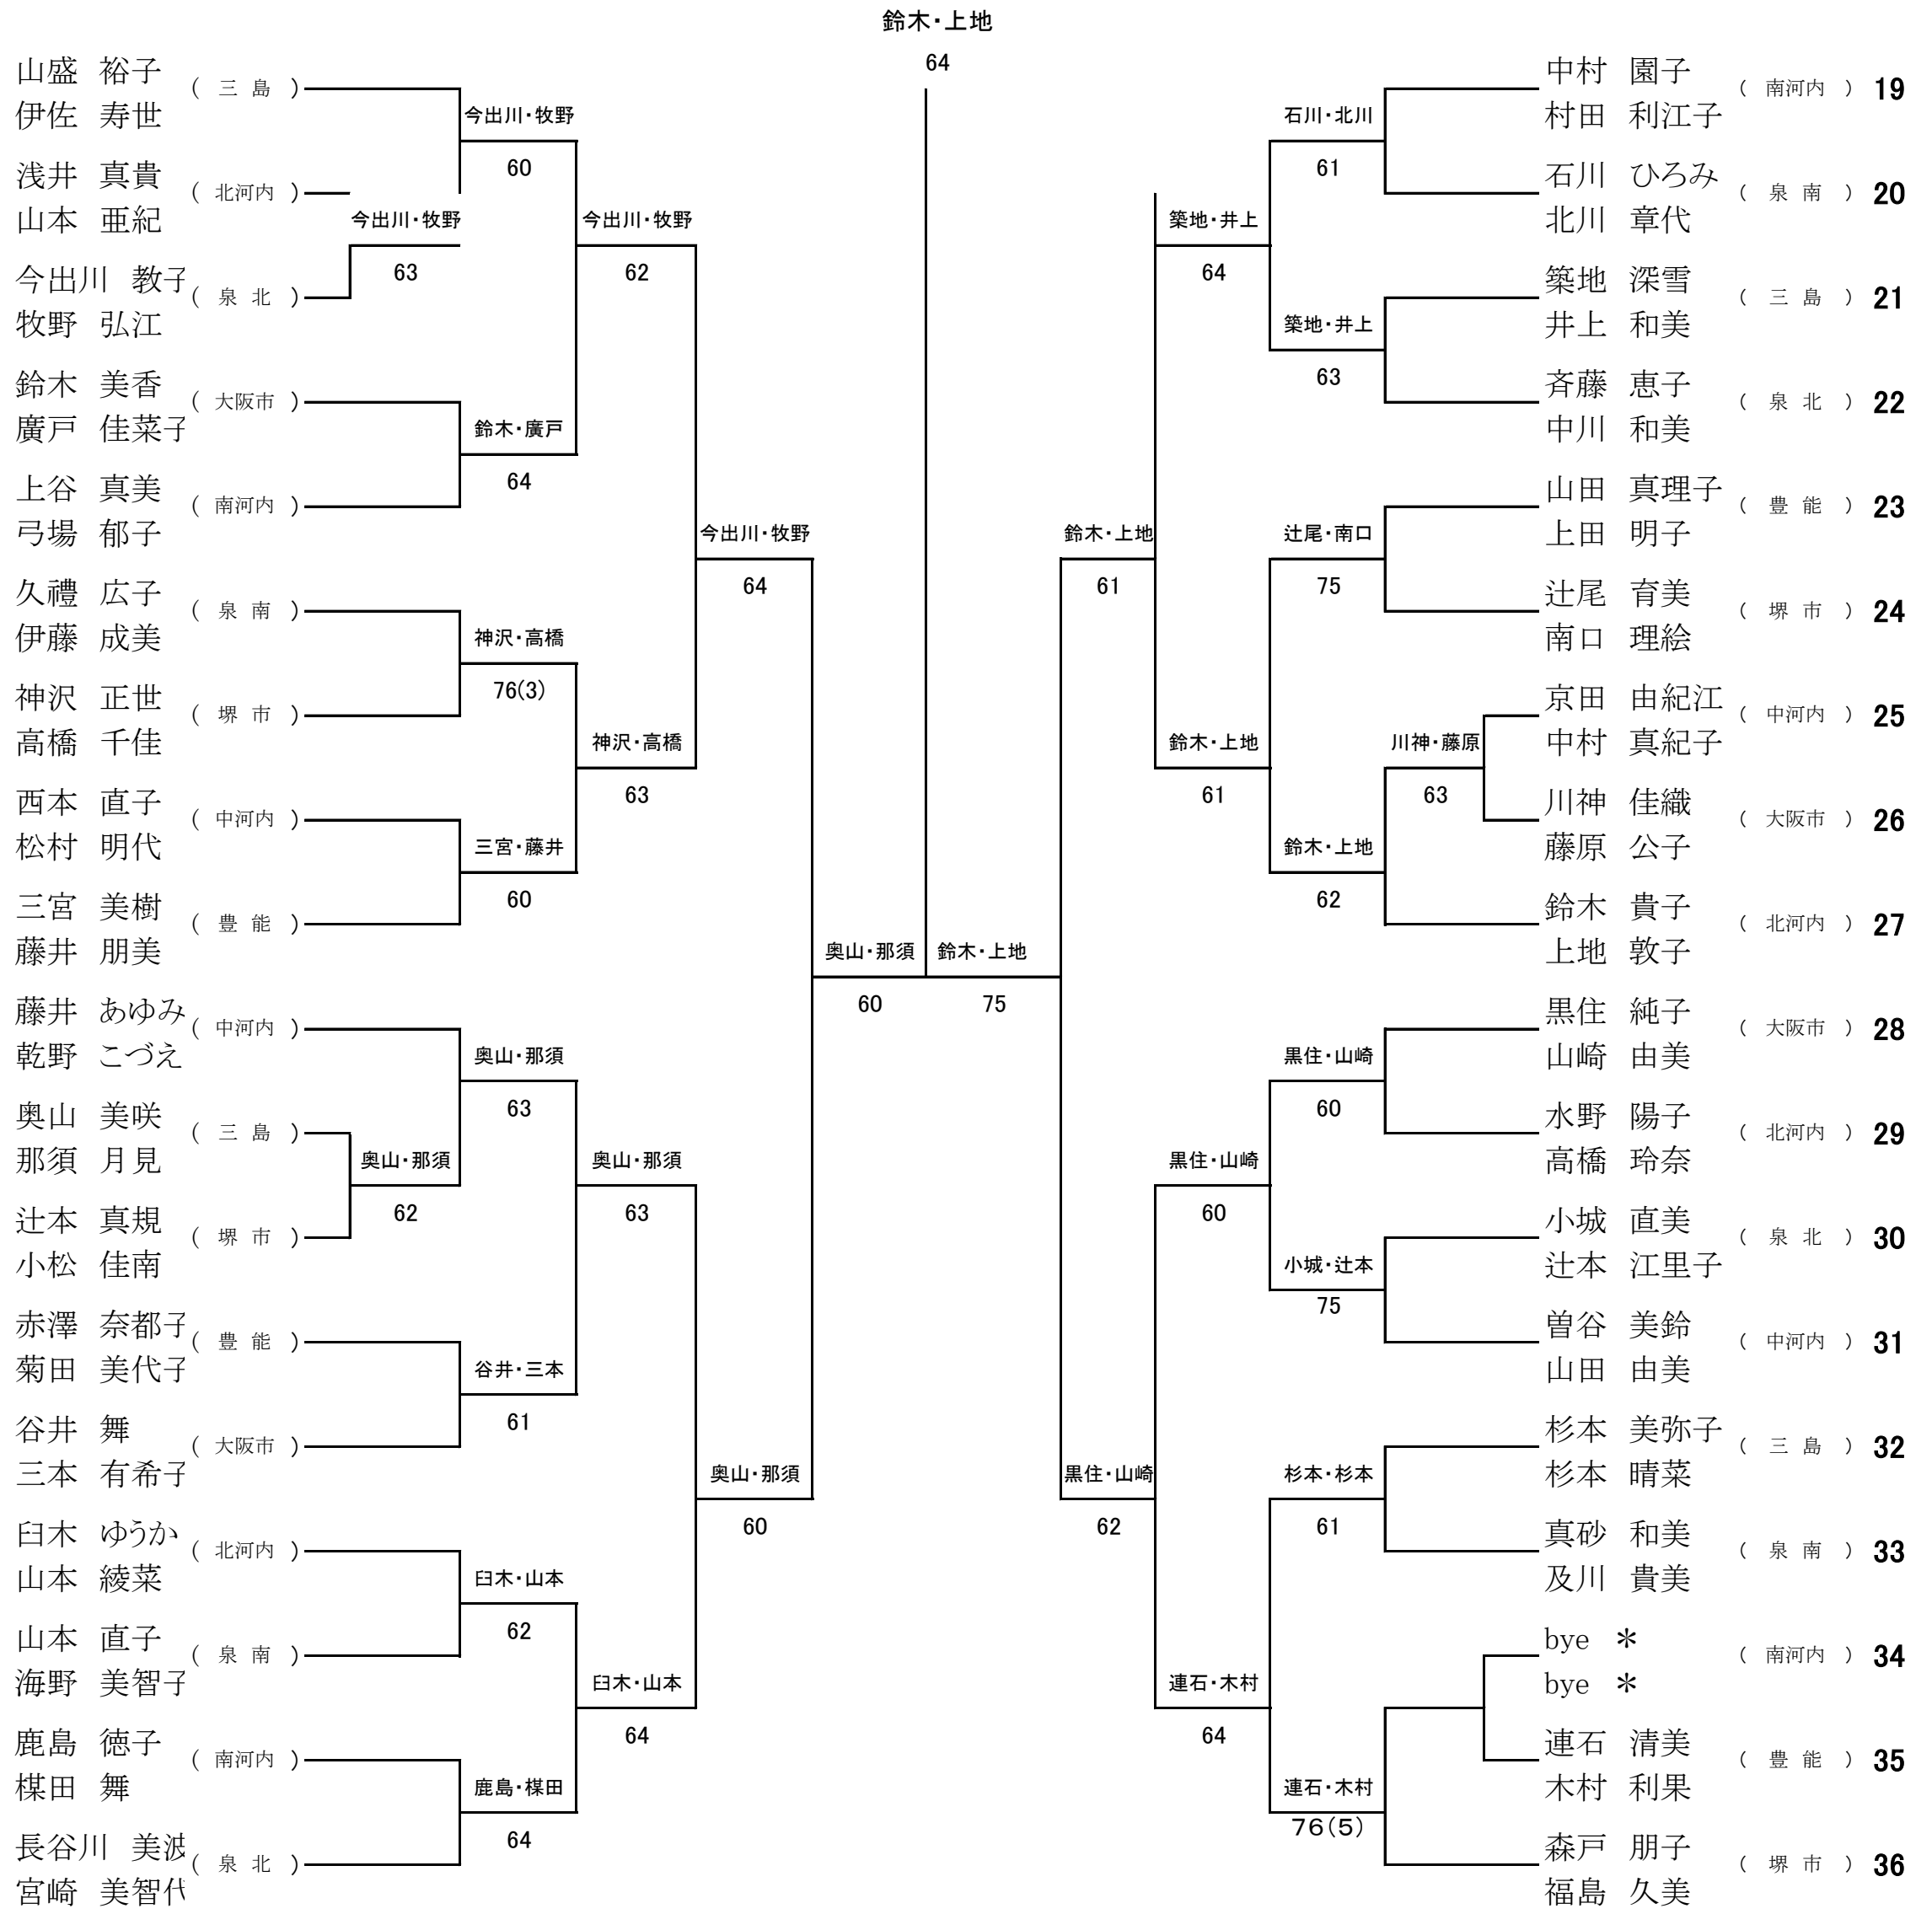 鈴木・上地
64
山盛 裕子
伊佐 寿世
( 三 島 )
今出川・牧野
60
浅井 真貴
山本 亜紀
( 北河内 )
今出川・牧野
63
今出川・牧野
62
今出川 教子
牧野 弘江
( 泉 北 )
鈴木 美香
廣戸 佳菜子
( 大阪市 )
鈴木・廣戸
64
上谷 真美
弓場 郁子
( 南河内 )
今出川・牧野
64
久禮 広子
伊藤 成美
( 泉 南 )
神沢・高橋
76(3)
神沢 正世
高橋 千佳
( 堺 市 )
神沢・高橋
63
西本 直子
松村 明代
( 中河内 )
三宮・藤井
60
三宮 美樹
藤井 朋美
( 豊 能 )
奥山・那須
60
鈴木・上地
75
藤井 あゆみ
乾野 こづえ
( 中河内 )
奥山・那須
63
奥山 美咲
那須 月見
( 三 島 )
奥山・那須
62
奥山・那須
63
辻本 真規
小松 佳南
( 堺 市 )
赤澤 奈都子
菊田 美代子
( 豊 能 )
谷井・三本
61
谷井 舞
三本 有希子
( 大阪市 )
奥山・那須
60
臼木 ゆうか
山本 綾菜
( 北河内 )
臼木・山本
62
山本 直子
海野 美智子
( 泉 南 )
臼木・山本
64
鹿島 徳子
楳田 舞
( 南河内 )
鹿島・楳田
64
長谷川 美波
宮崎 美智代
( 泉 北 )
中村 園子
村田 利江子
( 南河内 ) 19
石川・北川
61
石川 ひろみ
北川 章代
( 泉 南 ) 20
築地・井上
64
築地 深雪
井上 和美
( 三 島 ) 21
築地・井上
63
斉藤 恵子
中川 和美
( 泉 北 ) 22
鈴木・上地
61
山田 真理子
上田 明子
( 豊 能 ) 23
辻尾・南口
75
辻尾 育美
南口 理絵
( 堺 市 ) 24
鈴木・上地
61
京田 由紀江
中村 真紀子
( 中河内 ) 25
川神・藤原
63
川神 佳織
藤原 公子
( 大阪市 ) 26
鈴木・上地
62
鈴木 貴子
上地 敦子
( 北河内 ) 27
黒住 純子
山崎 由美
( 大阪市 ) 28
黒住・山崎
60
水野 陽子
高橋 玲奈
( 北河内 ) 29
黒住・山崎
60
小城 直美
辻本 江里子
( 泉 北 ) 30
小城・辻本
75
曽谷 美鈴
山田 由美
( 中河内 ) 31
黒住・山崎
62
杉本 美弥子
杉本 晴菜
( 三 島 ) 32
杉本・杉本
61
真砂 和美
及川 貴美
( 泉 南 ) 33
連石・木村
64
bye *
bye *
( 南河内 ) 34
連石 清美
木村 利果
( 豊 能 ) 35
連石・木村
76(5)
森戸 朋子
福島 久美
( 堺 市 ) 36